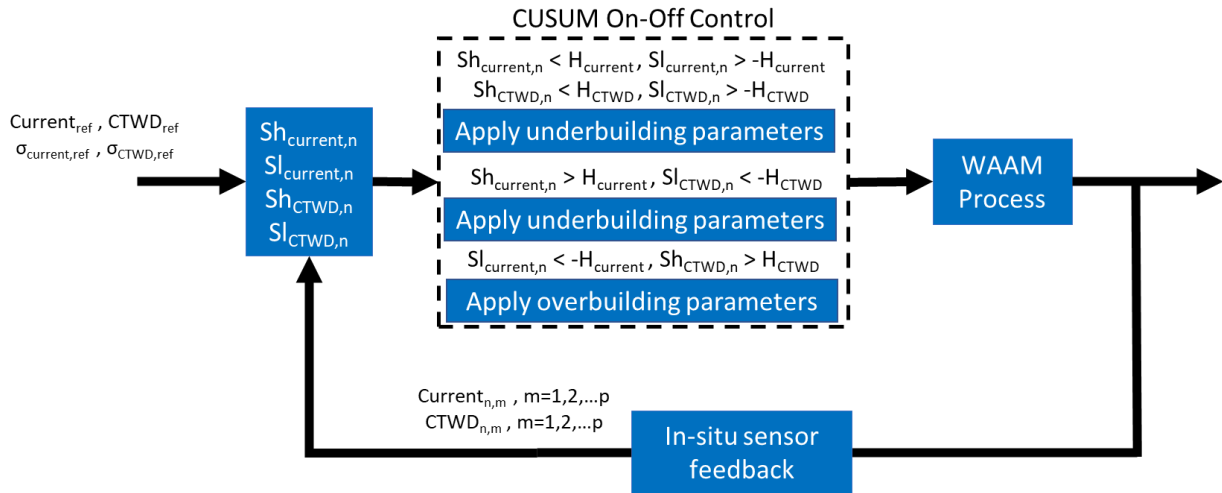 CUSUM On-Off Control
Sh_current,n < H_current , Sl_current,n > -H_current
Sh_CTWD,n < H_CTWD , Sl_CTWD,n > -H_CTWD
Apply underbuilding parameters
Sh_current,n > H_current , Sl_CTWD,n < -H_CTWD
Apply underbuilding parameters
Sl_current,n < -H_current , Sh_CTWD,n > H_CTWD
Apply overbuilding parameters
Current_ref , CTWD_ref
σ_current,ref , σ_CTWD,ref
Sh_current,n
Sl_current,n
Sh_CTWD,n
Sl_CTWD,n
WAAM
Process
Current_n,m , m=1,2,...p
CTWD_n,m , m=1,2,...p
In-situ sensor
feedback